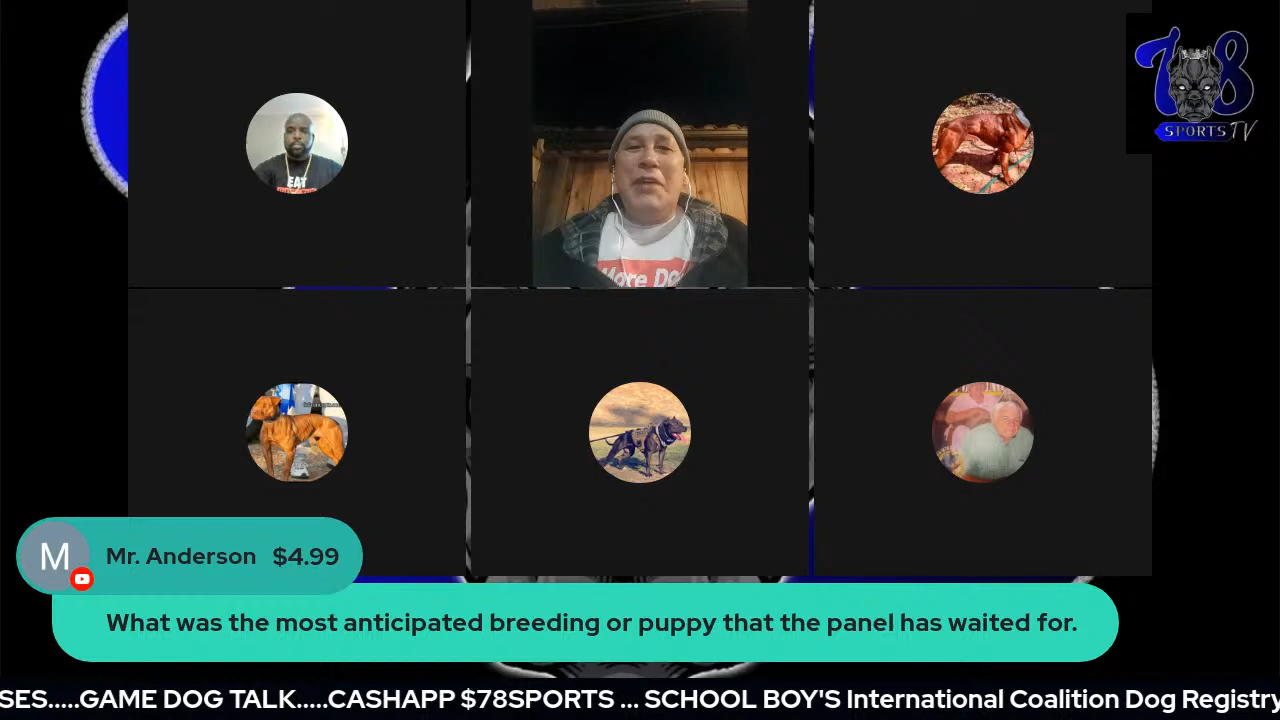 78
SPORTS TV
EAT
More Do
M
Mr. Anderson $4.99
What was the most anticipated breeding or puppy that the panel has waited for.
SES.....GAME DOG TALK.....CASHAPP $78SPORTS ... SCHOOL BOY'S International Coalition Dog Registry